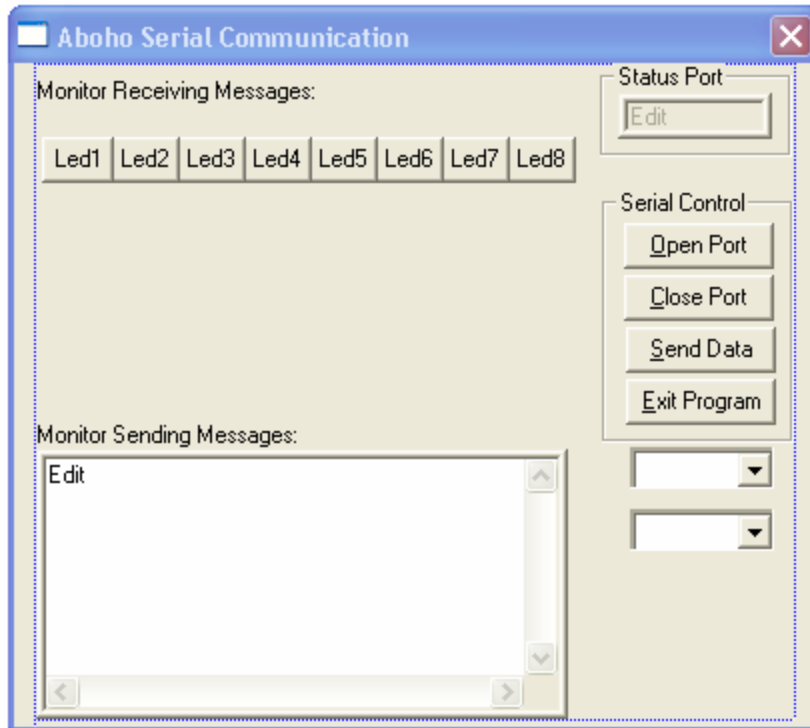 Aboho Serial Communication
Monitor Receiving Messages:
Status Port
Edit
Led1 Led2 Led3 Led4 Led5 Led6 Led7 Led8
Serial Control
Open Port
Close Port
Send Data
Exit Program
Monitor Sending Messages:
Edit